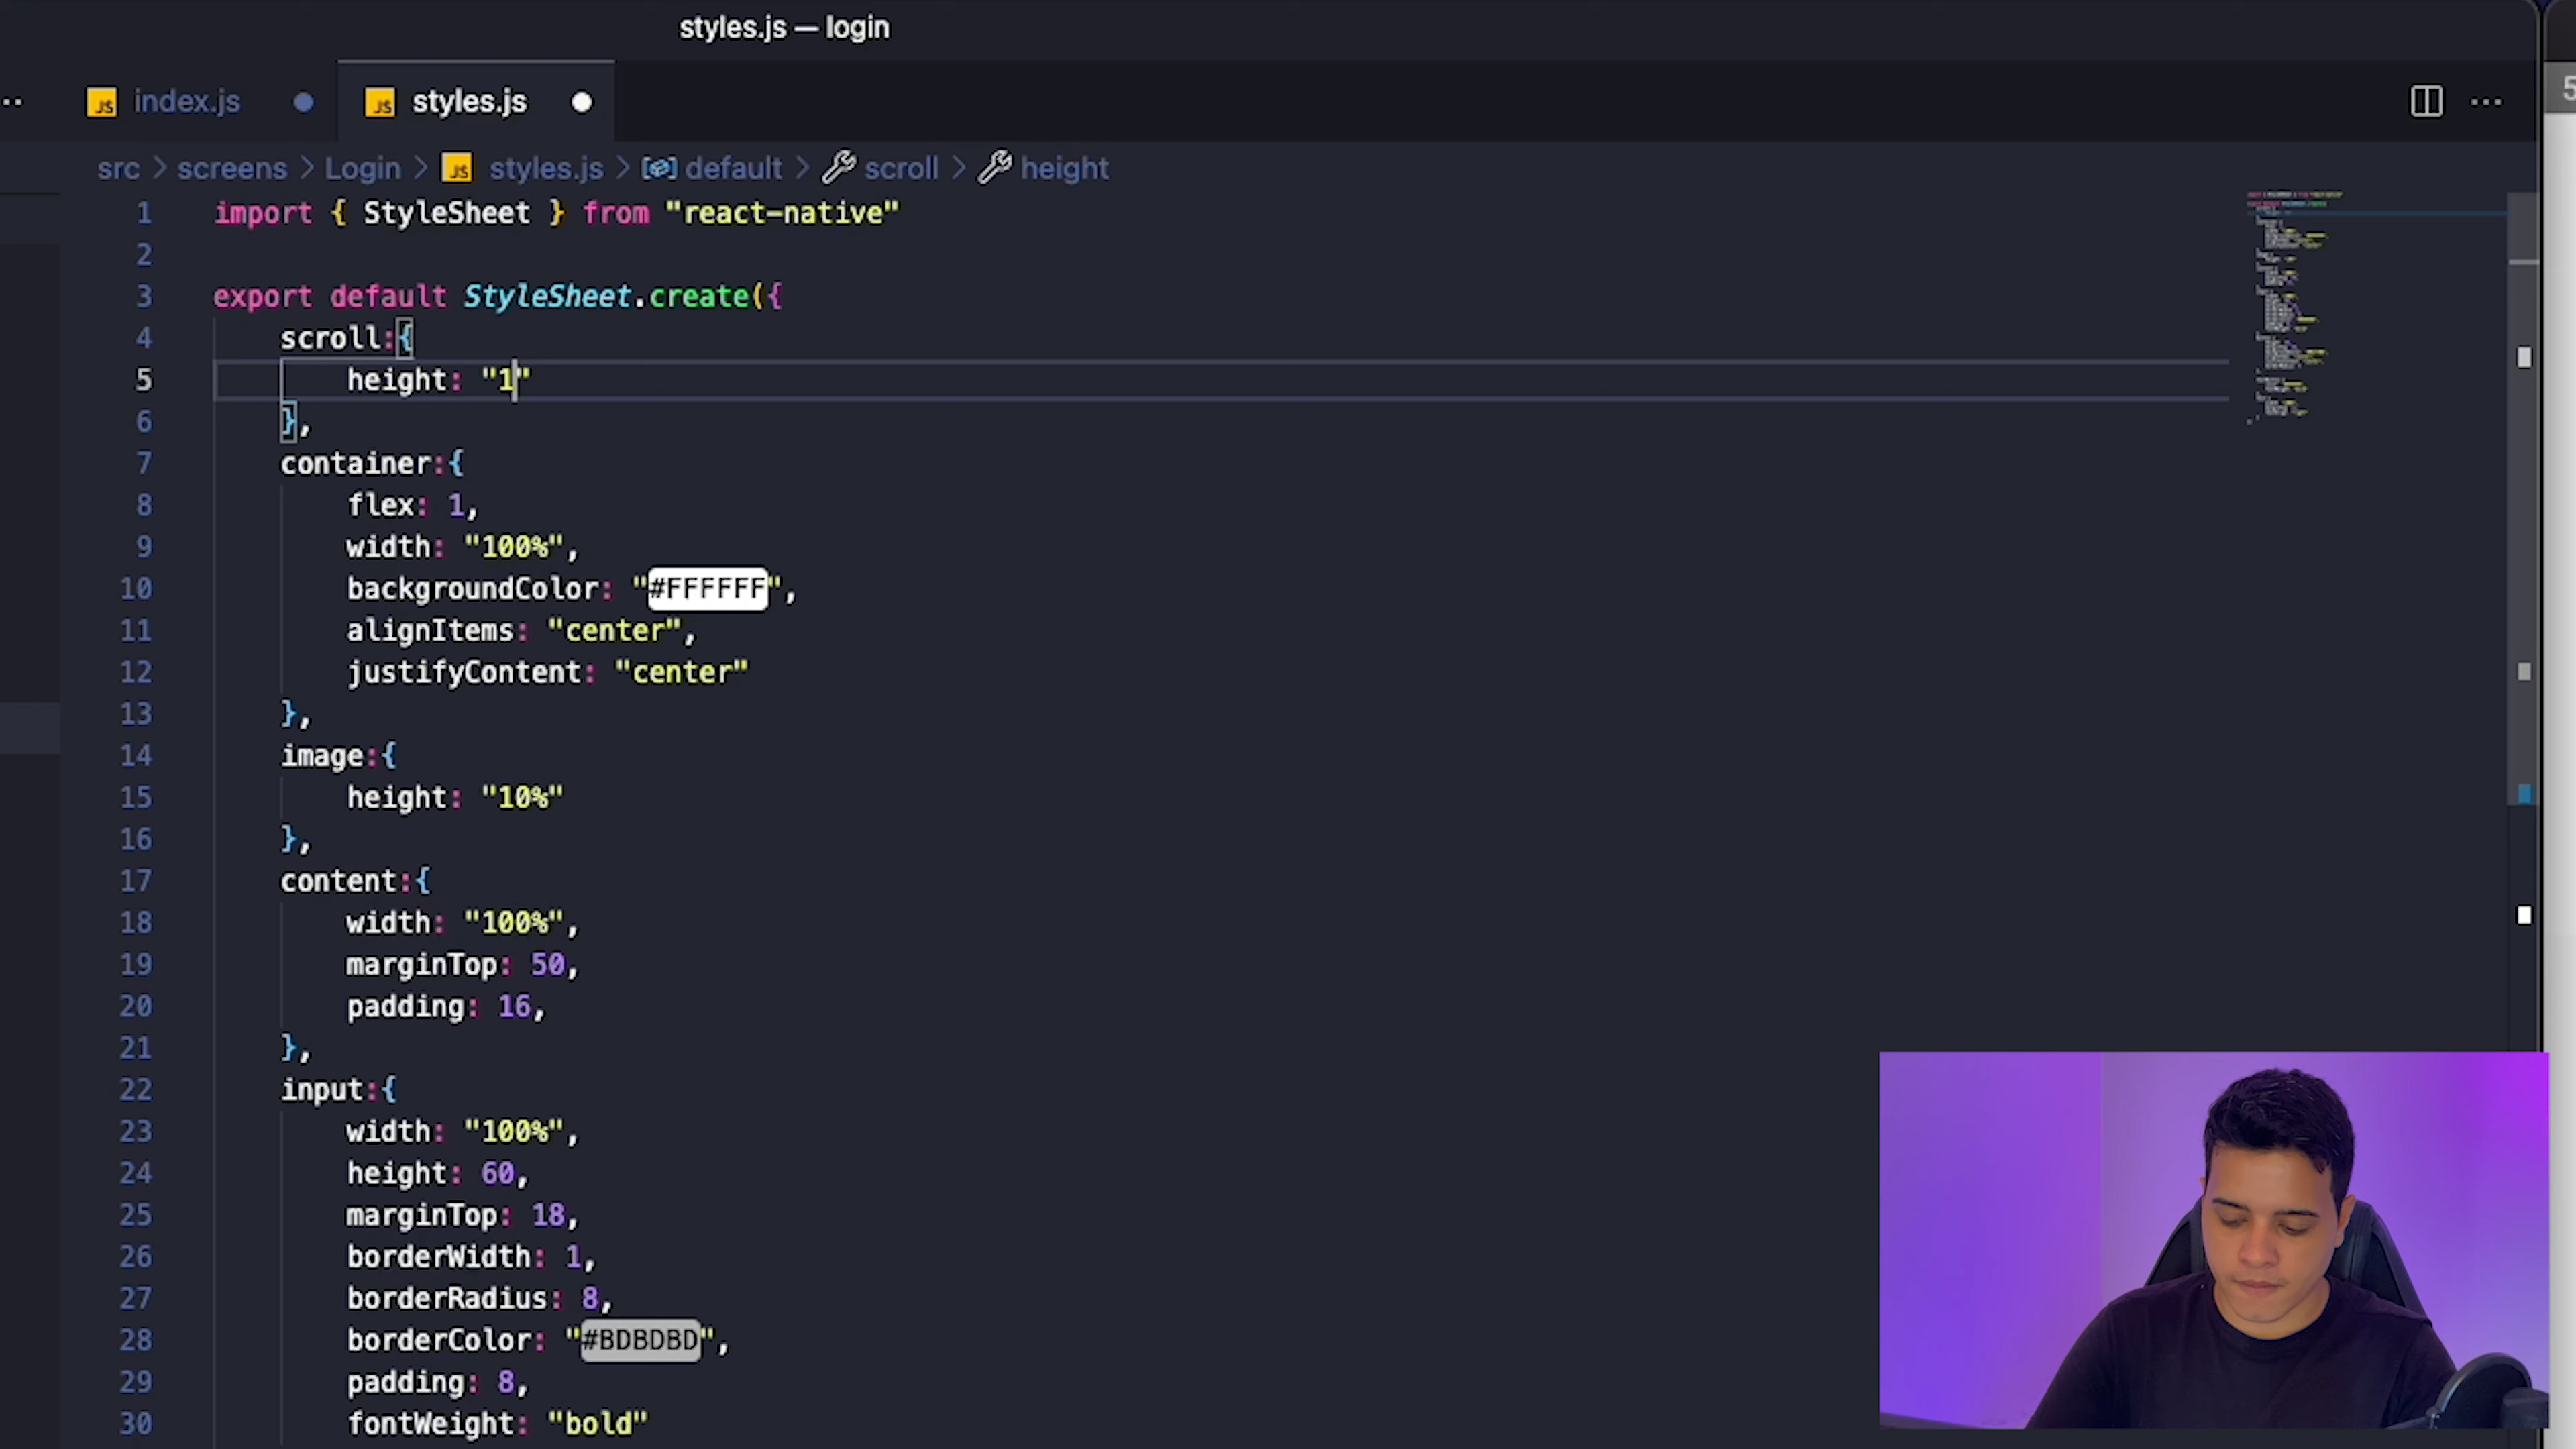 styles.js — login
JS index.js JS styles.js
src > screens > Login > JS styles.js > default > scroll > height
1 import { StyleSheet } from "react-native"
2
3 export default StyleSheet.create({
4 scroll:{
5 height: "1"
6 },
7 container:{
8 flex: 1,
9 width: "100%",
10 backgroundColor: "#FFFFFF",
11 alignItems: "center",
12 justifyContent: "center"
13 },
14 image:{
15 height: "10%"
16 },
17 content:{
18 width: "100%",
19 marginTop: 50,
20 padding: 16,
21 },
22 input:{
23 width: "100%",
24 height: 60,
25 marginTop: 18,
26 borderWidth: 1,
27 borderRadius: 8,
28 borderColor: "#BDBDBD",
29 padding: 8,
30 fontWeight: "bold"